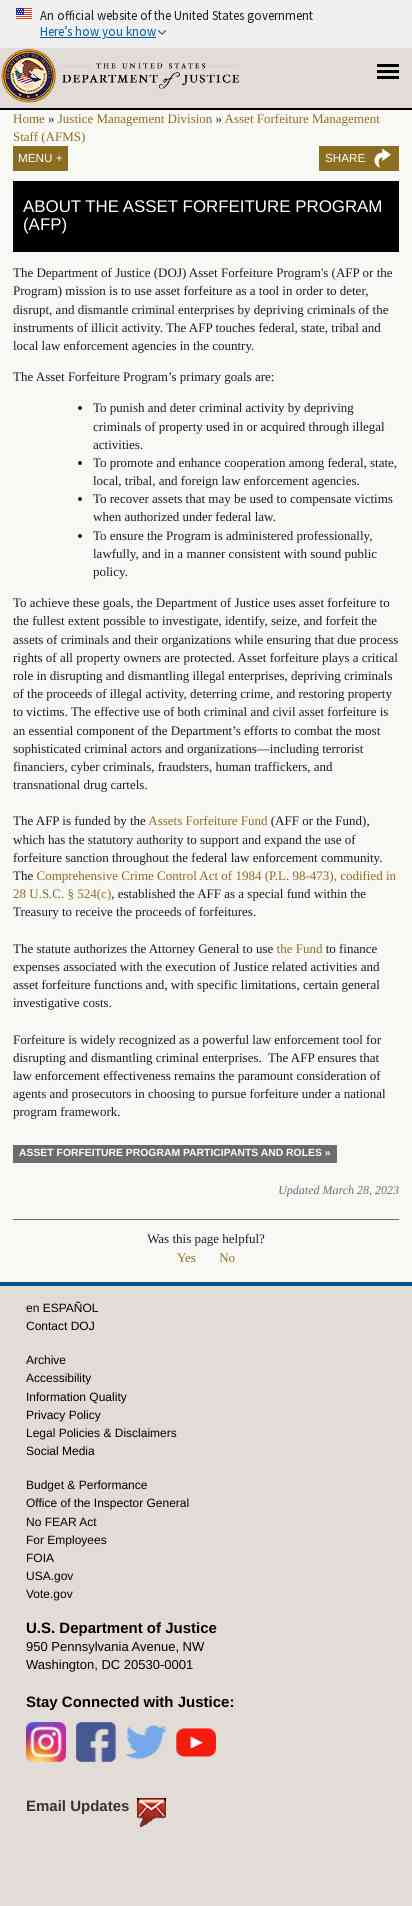 An official website of the United States government
Here's how you know
THE UNITED STATES
DEPARTMENT of JUSTICE
Home » Justice Management Division » Asset Forfeiture Management
Staff (AFMS)
MENU +
SHARE
ABOUT THE ASSET FORFEITURE PROGRAM
(AFP)
The Department of Justice (DOJ) Asset Forfeiture Program's (AFP or the
Program) mission is to use asset forfeiture as a tool in order to deter,
disrupt, and dismantle criminal enterprises by depriving criminals of the
instruments of illicit activity. The AFP touches federal, state, tribal and
local law enforcement agencies in the country.
The Asset Forfeiture Program’s primary goals are:
• To punish and deter criminal activity by depriving
criminals of property used in or acquired through illegal
activities.
• To promote and enhance cooperation among federal, state,
local, tribal, and foreign law enforcement agencies.
• To recover assets that may be used to compensate victims
when authorized under federal law.
• To ensure the Program is administered professionally,
lawfully, and in a manner consistent with sound public
policy.
To achieve these goals, the Department of Justice uses asset forfeiture to
the fullest extent possible to investigate, identify, seize, and forfeit the
assets of criminals and their organizations while ensuring that due process
rights of all property owners are protected. Asset forfeiture plays a critical
role in disrupting and dismantling illegal enterprises, depriving criminals
of the proceeds of illegal activity, deterring crime, and restoring property
to victims. The effective use of both criminal and civil asset forfeiture is
an essential component of the Department’s efforts to combat the most
sophisticated criminal actors and organizations—including terrorist
financiers, cyber criminals, fraudsters, human traffickers, and
transnational drug cartels.
The AFP is funded by the Assets Forfeiture Fund (AFF or the Fund),
which has the statutory authority to support and expand the use of
forfeiture sanction throughout the federal law enforcement community.
The Comprehensive Crime Control Act of 1984 (P.L. 98-473), codified in
28 U.S.C. § 524(c), established the AFF as a special fund within the
Treasury to receive the proceeds of forfeitures.
The statute authorizes the Attorney General to use the Fund to finance
expenses associated with the execution of Justice related activities and
asset forfeiture functions and, with specific limitations, certain general
investigative costs.
Forfeiture is widely recognized as a powerful law enforcement tool for
disrupting and dismantling criminal enterprises.  The AFP ensures that
law enforcement effectiveness remains the paramount consideration of
agents and prosecutors in choosing to pursue forfeiture under a national
program framework.
ASSET FORFEITURE PROGRAM PARTICIPANTS AND ROLES »
Updated March 28, 2023
Was this page helpful?
Yes No
en ESPAÑOL
Contact DOJ
Archive
Accessibility
Information Quality
Privacy Policy
Legal Policies & Disclaimers
Social Media
Budget & Performance
Office of the Inspector General
No FEAR Act
For Employees
FOIA
USA.gov
Vote.gov
U.S. Department of Justice
950 Pennsylvania Avenue, NW
Washington, DC 20530-0001
Stay Connected with Justice:
Email Updates